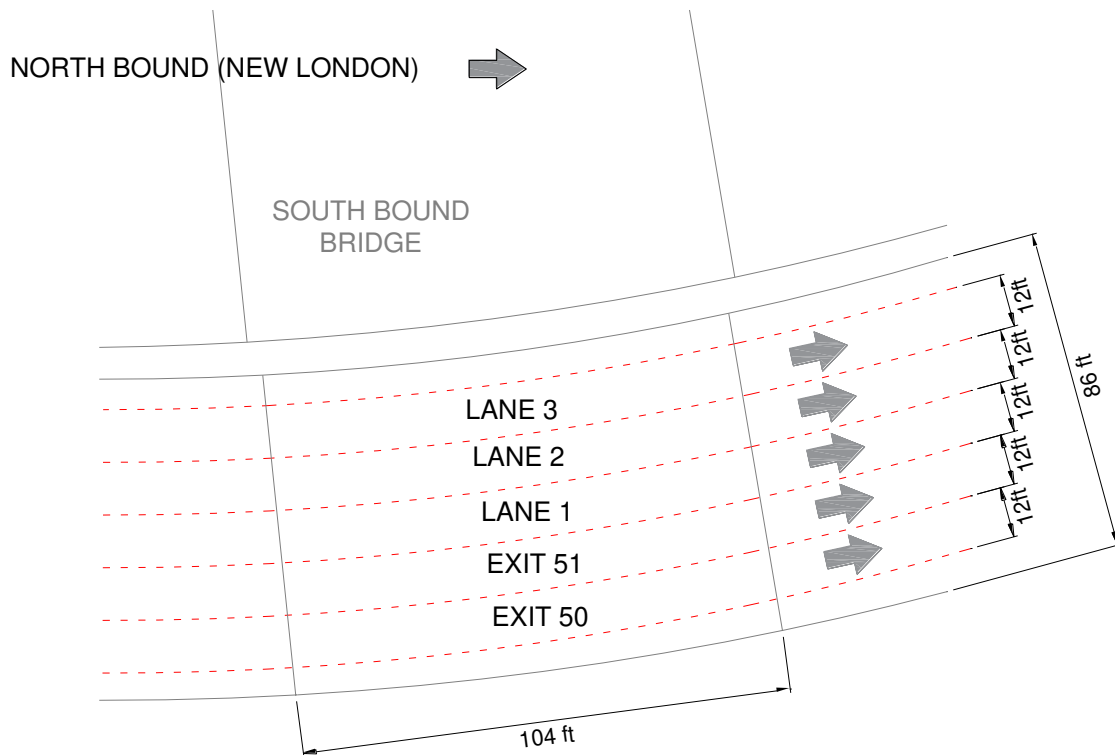 NORTH BOUND (NEW LONDON)
SOUTH BOUND
BRIDGE
12ft
12ft
12ft
12ft
12ft
86 ft
LANE 3
LANE 2
LANE 1
EXIT 51
EXIT 50
104 ft